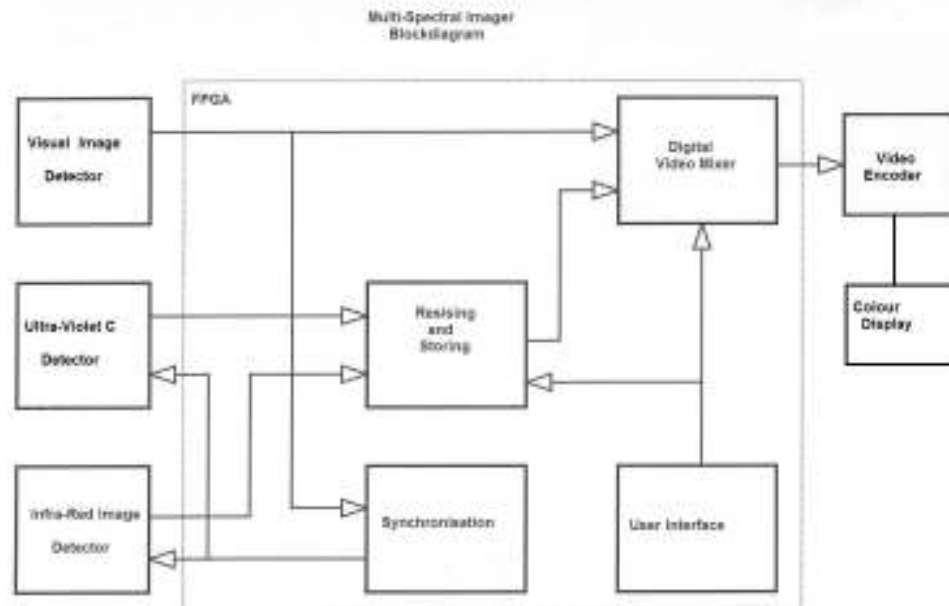 Multi-Spectral Imager
Blockdiagram
FPGA
Visual Image
Detector
Digital
Video Mixer
Video
Encoder
Ultra-Violet C
Detector
Resising
and
Storing
Colour
Display
Infra-Red Image
Detector
Synchronisation
User Interface